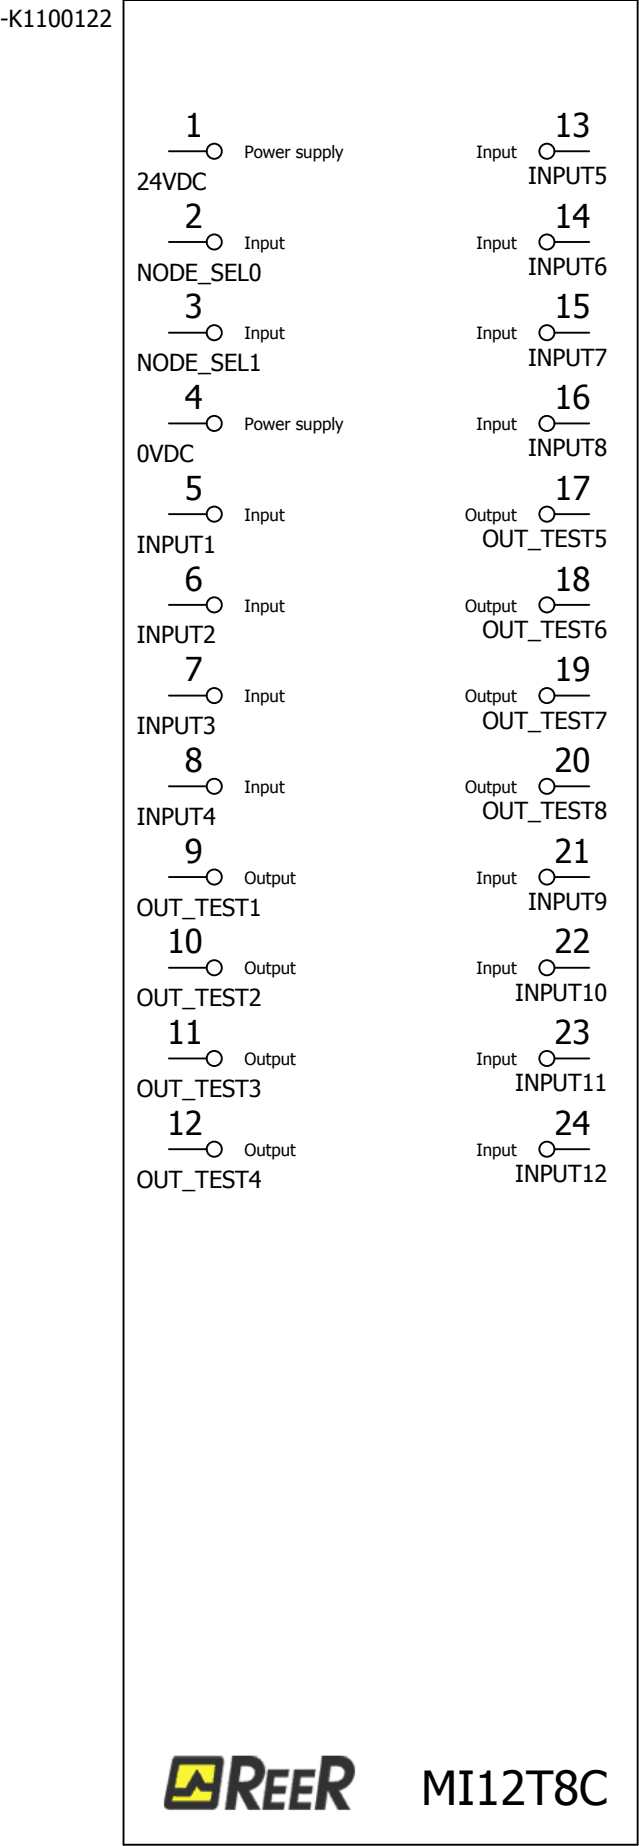 -K1100122
1
Power supply
24VDC
2
Input
NODE_SEL0
3
Input
NODE_SEL1
4
Power supply
0VDC
5
Input
INPUT1
6
Input
INPUT2
7
Input
INPUT3
8
Input
INPUT4
9
Output
OUT_TEST1
10
Output
OUT_TEST2
11
Output
OUT_TEST3
12
Output
OUT_TEST4
13
Input
INPUT5
14
Input
INPUT6
15
Input
INPUT7
16
Input
INPUT8
17
Output
OUT_TEST5
18
Output
OUT_TEST6
19
Output
OUT_TEST7
20
Output
OUT_TEST8
21
Input
INPUT9
22
Input
INPUT10
23
Input
INPUT11
24
Input
INPUT12
REER
MI12T8C